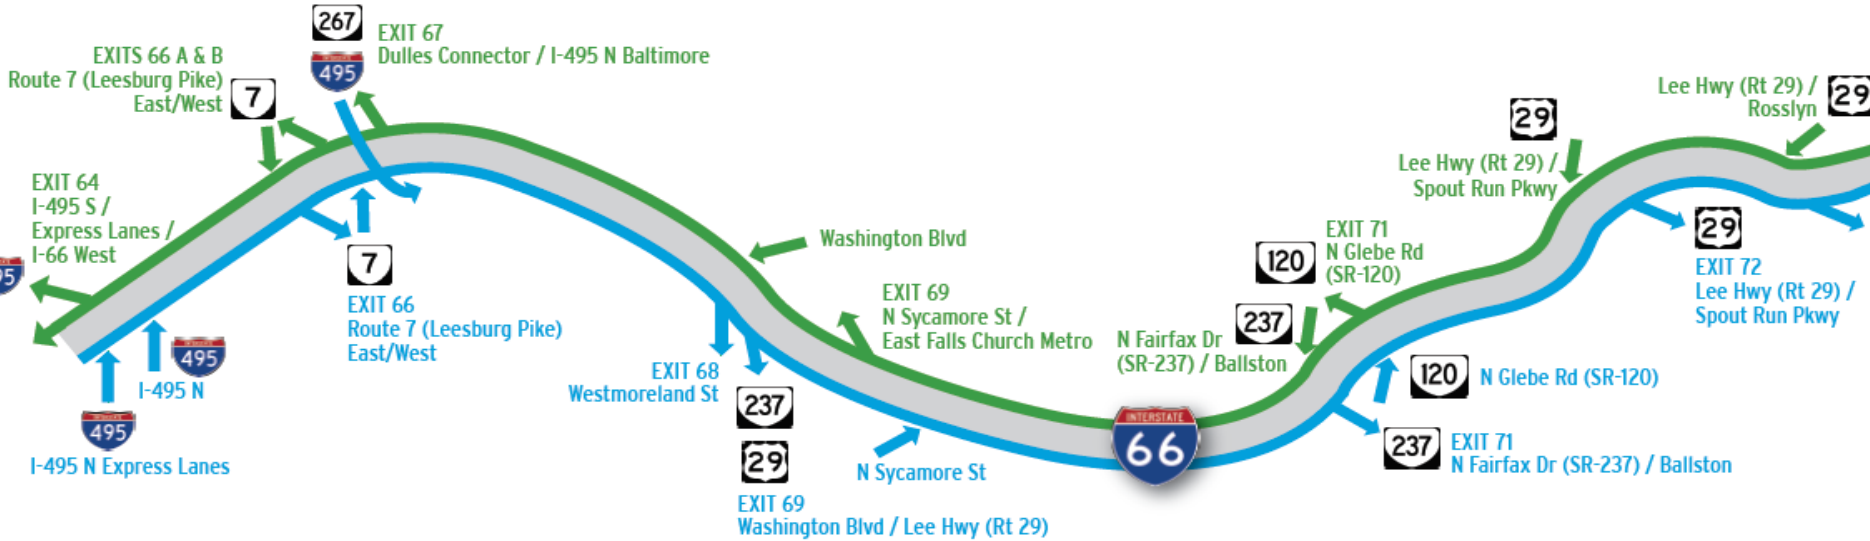 267
EXIT 67
Dulles Connector / I-495 N Baltimore
495
EXITS 66 A & B
Route 7 (Leesburg Pike)
East/West
7
EXIT 64
I-495 S /
Express Lanes /
I-66 West
95
I-495 N
495
495
I-495 N Express Lanes
7
EXIT 66
Route 7 (Leesburg Pike)
East/West
Washington Blvd
EXIT 68
Westmoreland St
237
29
EXIT 69
Washington Blvd / Lee Hwy (Rt 29)
EXIT 69
N Sycamore St /
East Falls Church Metro
N Sycamore St
INTERSTATE
66
N Fairfax Dr
(SR-237) / Ballston
237
120
EXIT 71
N Glebe Rd
(SR-120)
120
N Glebe Rd (SR-120)
237
EXIT 71
N Fairfax Dr (SR-237) / Ballston
29
Lee Hwy (Rt 29) /
Spout Run Pkwy
29
EXIT 72
Lee Hwy (Rt 29) /
Spout Run Pkwy
Lee Hwy (Rt 29) /
Rosslyn
29